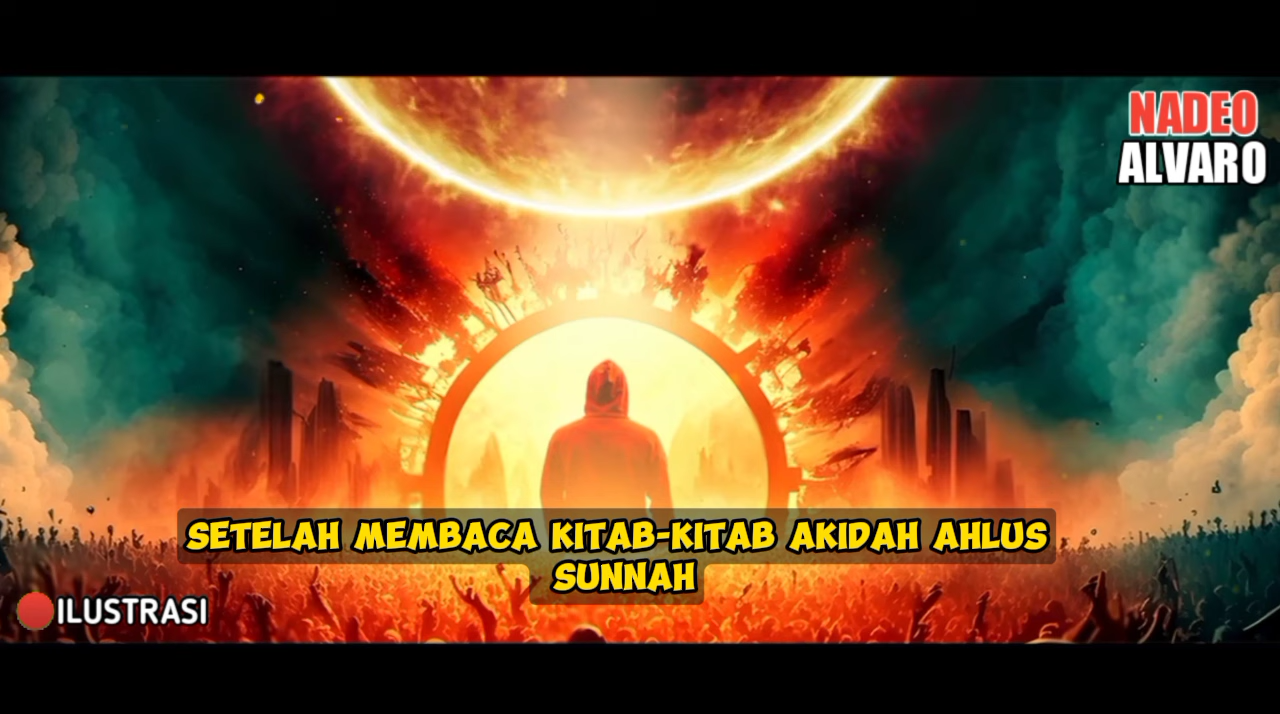 NADEO
ALVARO
SETELAH MEMBACA KITAB-KITAB AKIDAH AHLUS
SUNNAH
ILUSTRASI